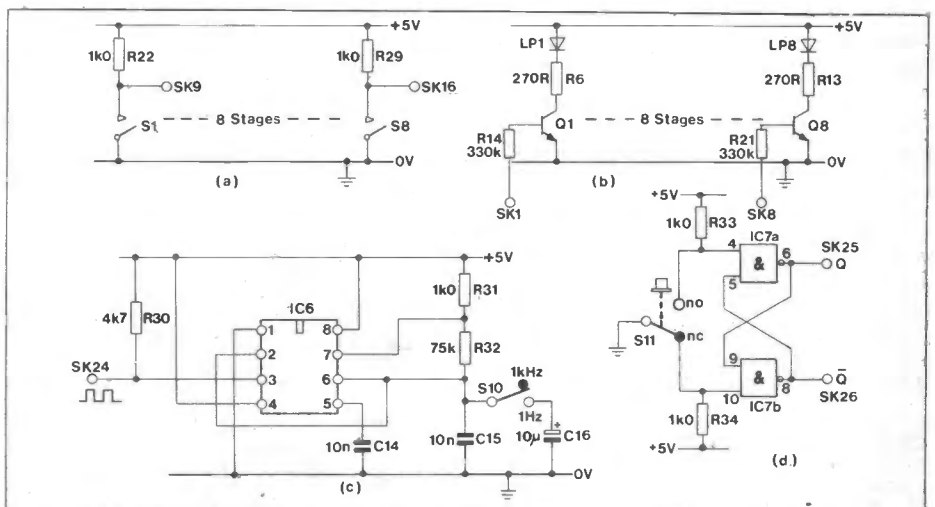 +5V
1k0 R22
1k0 R29
SK9
SK16
S1
8 Stages
S8
0V
(a)
+5V
LP1
LP8
270R R6
270R R13
Q1
8 Stages
Q8
R14
330k
R21
330k
0V
(b)
SK1
SK8
+5V
4k7 R30
SK24
IC6
1
2
3
4
8
7
6
5
1k0 R31
75k R32
S10
1kHz
1Hz
10n C14
10n C15
10µ + C16
0V
(c)
+5V
1k0 R33
IC7a
4
5
&
6
SK25
Q
no
nc
S11
9
10
&
8
Q̄
SK26
IC7b
1k0 R34
+5V
(d)